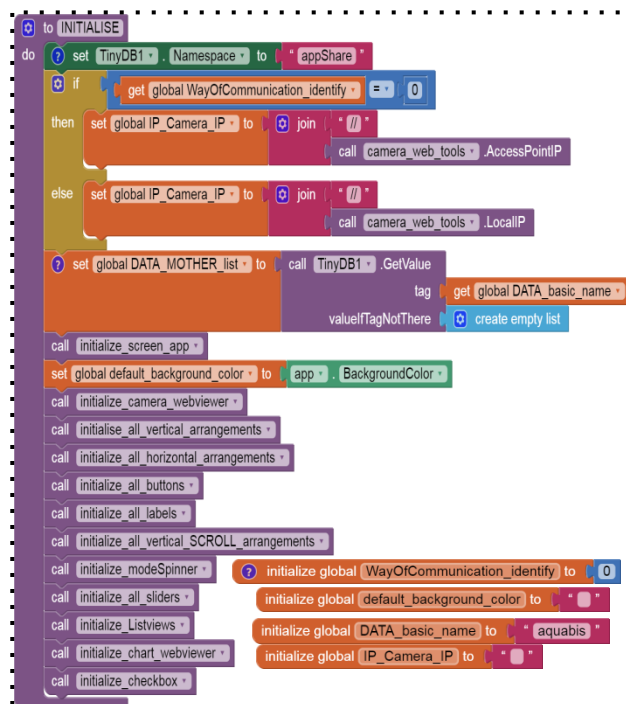 to INITIALISE
do ? set TinyDB1 . Namespace to " appShare "
if get global WayOfCommunication_identify = 0
then set global IP_Camera_IP to join " // "
call camera_web_tools .AccessPointIP
else set global IP_Camera_IP to join " // "
call camera_web_tools .LocalIP
? set global DATA_MOTHER_list to call TinyDB1 .GetValue
tag get global DATA_basic_name
valueIfTagNotThere create empty list
call initialize_screen_app
set global default_background_color to app . BackgroundColor
call initialize_camera_webviewer
call initialise_all_vertical_arrangements
call initialize_all_horizontal_arrangements
call initialize_all_buttons
call initialize_all_labels
call initialize_all_vertical_SCROLL_arrangements
call initialize_modeSpinner
call initialize_all_sliders
call initialize_Listviews
call initialize_chart_webviewer
call initialize_checkbox
? initialize global WayOfCommunication_identify to 0
initialize global default_background_color to " "
initialize global DATA_basic_name to " aquabis "
initialize global IP_Camera_IP to " "